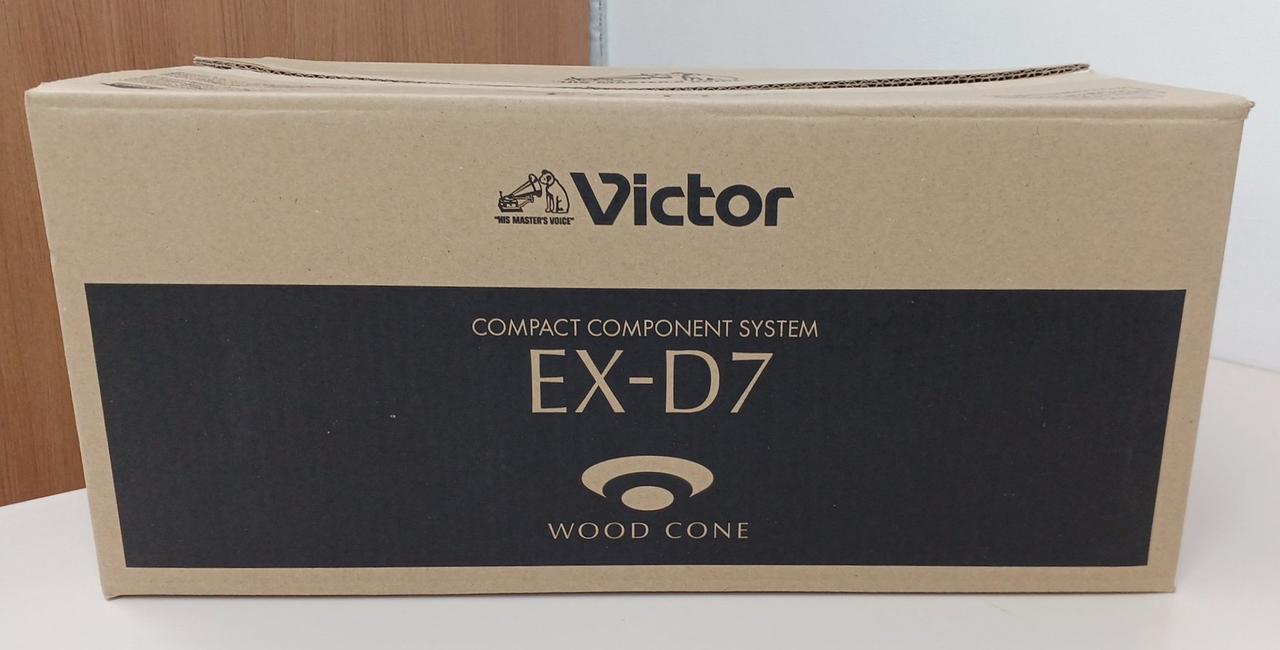 "HIS MASTER'S VOICE"
Victor
COMPACT COMPONENT SYSTEM
EX-D7
WOOD CONE